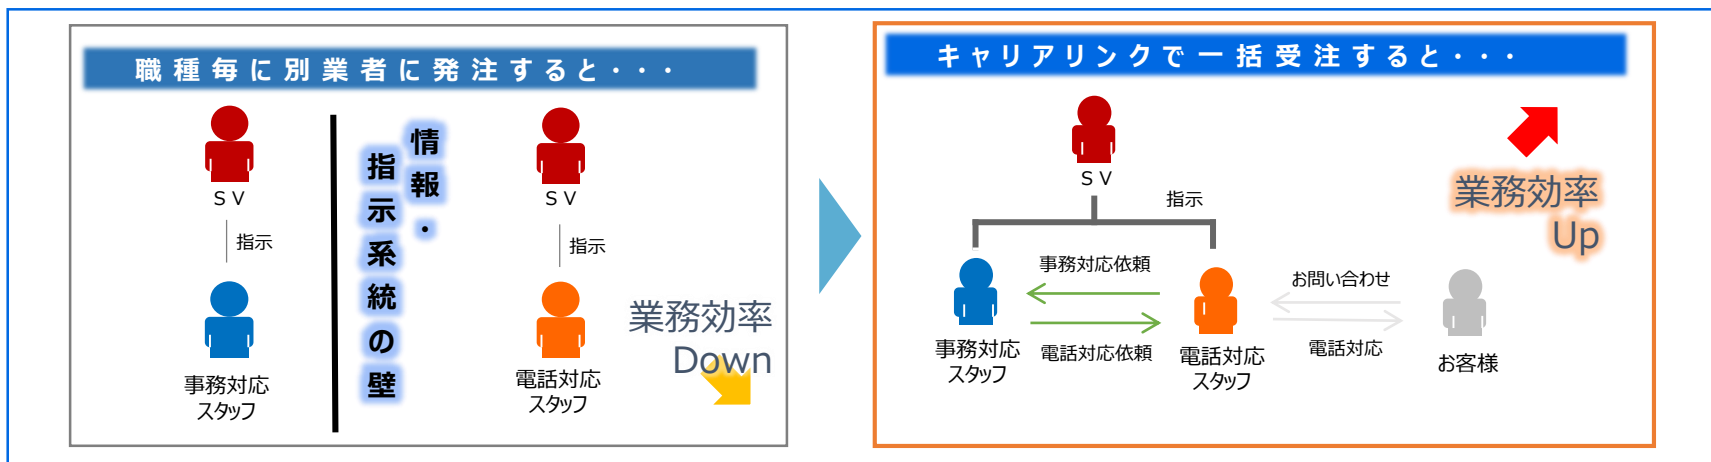 職種毎に別業者に発注すると・・・
ＳＶ
指示
事務対応
スタッフ
情報・
指示系統の壁
ＳＶ
指示
電話対応
スタッフ
業務効率
Down
キャリアリンクで一括受注すると・・・
ＳＶ
指示
事務対応依頼
電話対応依頼
事務対応
スタッフ
電話対応
スタッフ
お問い合わせ
電話対応
お客様
業務効率
Up